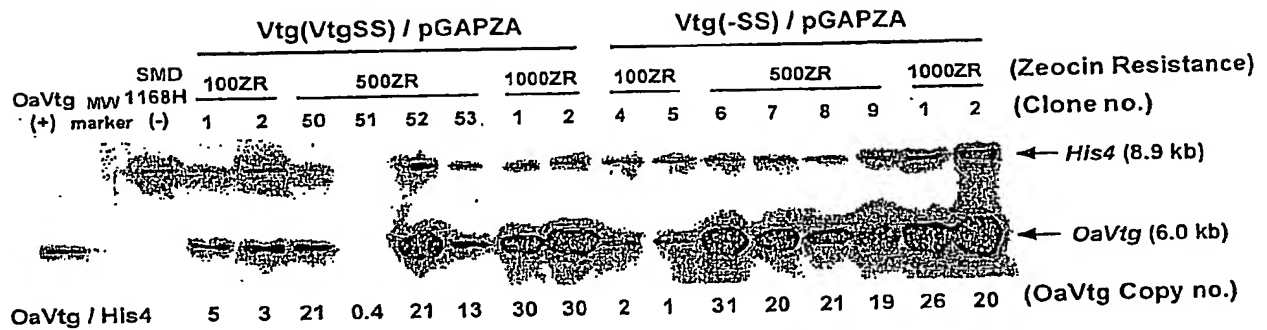 Vtg(VtgSS) / pGAPZA Vtg(-SS) / pGAPZA
OaVtg MW SMD 1168H 100ZR 500ZR 1000ZR 100ZR 500ZR 1000ZR (Zeocin Resistance)
(+) marker (-) 1 2 50 51 52 53. 1 2 4 5 6 7 8 9 1 2 (Clone no.)
His4 (8.9 kb)
OaVtg (6.0 kb)
OaVtg / His4 5 3 21 0.4 21 13 30 30 2 1 31 20 21 19 26 20 (OaVtg Copy no.)